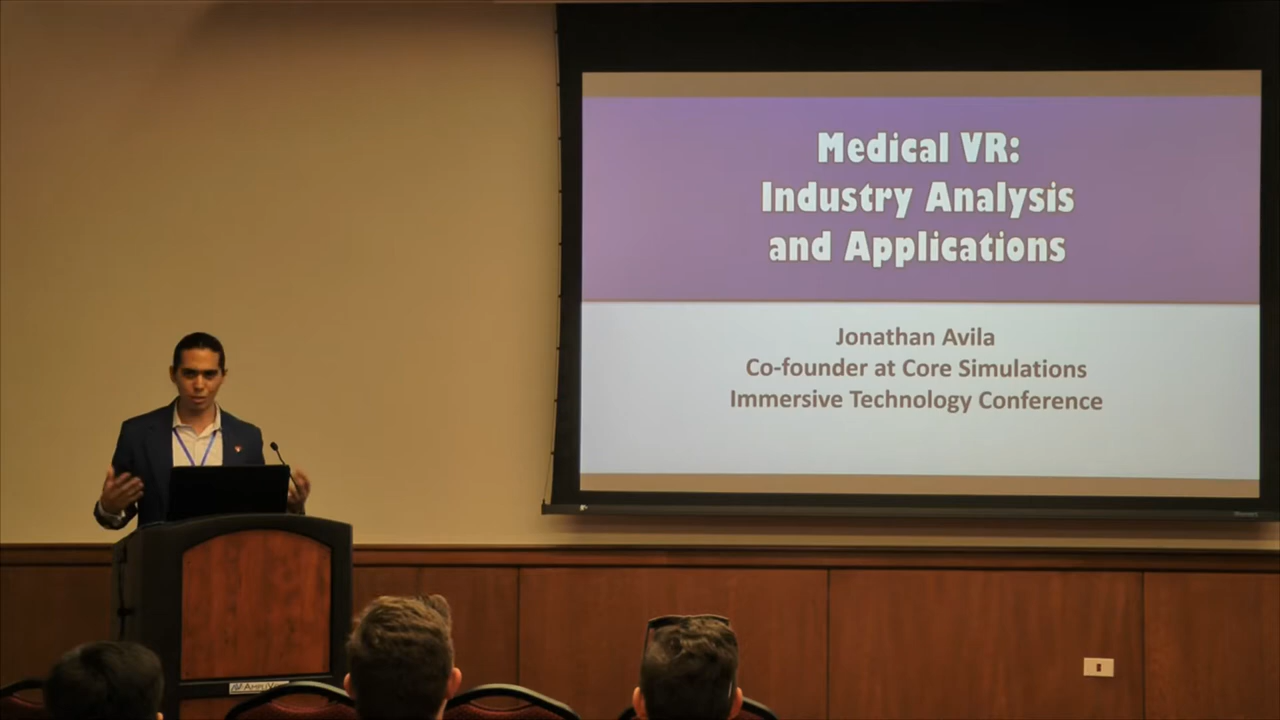 Medical VR:
Industry Analysis
and Applications
Jonathan Avila
Co-founder at Core Simulations
Immersive Technology Conference